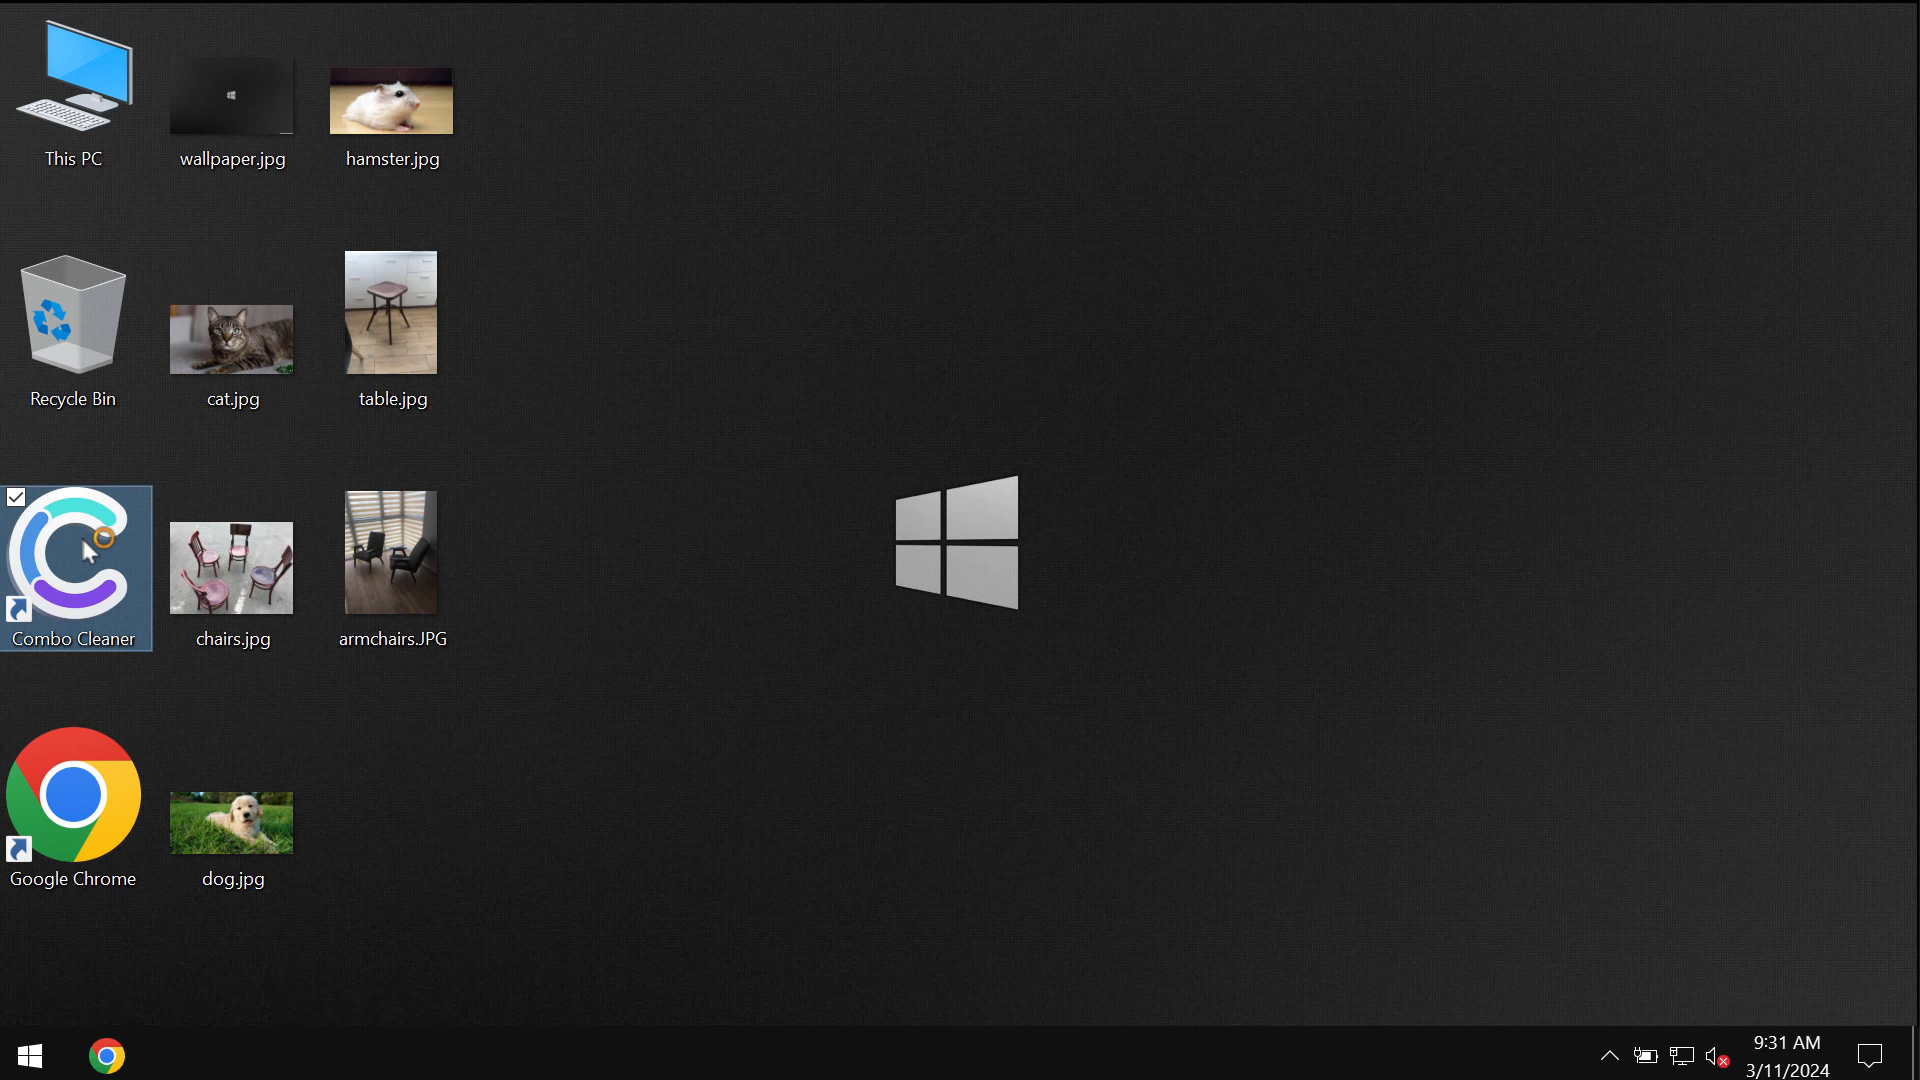 This PC
wallpaper.jpg
hamster.jpg
Recycle Bin
cat.jpg
table.jpg
Combo Cleaner
chairs.jpg
armchairs.JPG
Google Chrome
dog.jpg
9:31 AM
3/11/2024